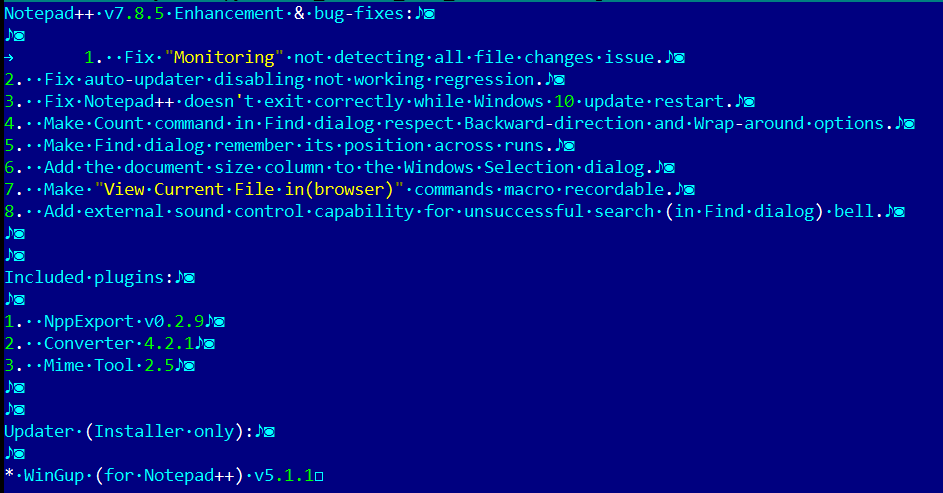 Notepad++·v7.8.5·Enhancement·&·bug-fixes:♪◙
♪◙
→       1.··Fix·"Monitoring"·not·detecting·all·file·changes·issue.♪◙
2.··Fix·auto-updater·disabling·not·working·regression.♪◙
3.··Fix·Notepad++·doesn't·exit·correctly·while·Windows·10·update·restart.♪◙
4.··Make·Count·command·in·Find·dialog·respect·Backward-direction·and·Wrap-around·options.♪◙
5.··Make·Find·dialog·remember·its·position·across·runs.♪◙
6.··Add·the·document·size·column·to·the·Windows·Selection·dialog.♪◙
7.··Make·"View·Current·File·in(browser)"·commands·macro·recordable.♪◙
8.··Add·external·sound·control·capability·for·unsuccessful·search·(in·Find·dialog)·bell.♪◙
♪◙
♪◙
Included·plugins:♪◙
♪◙
1.··NppExport·v0.2.9♪◙
2.··Converter·4.2.1♪◙
3.··Mime·Tool·2.5♪◙
♪◙
♪◙
Updater·(Installer·only):♪◙
♪◙
*·WinGup·(for·Notepad++)·v5.1.1□